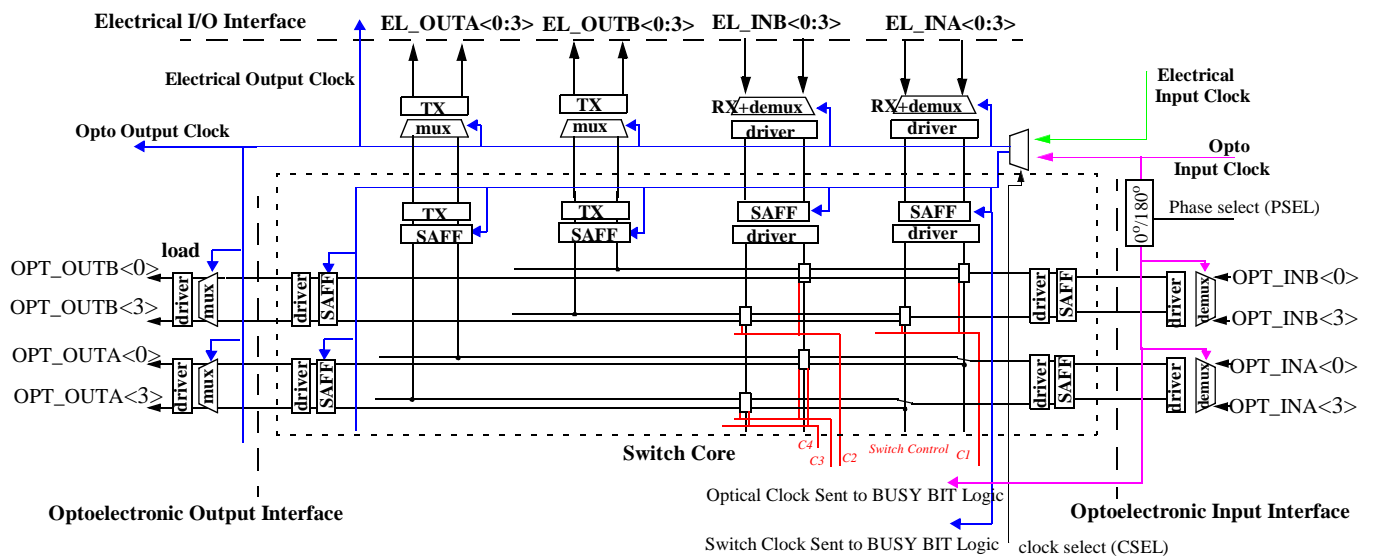 Electrical I/O Interface
EL_OUTA<0:3>
EL_OUTB<0:3>
EL_INB<0:3>
EL_INA<0:3>
Electrical Output Clock
Electrical
Input Clock
TX
TX
RX+demux
RX+demux
mux
mux
driver
driver
Opto Output Clock
Opto
Input Clock
TX
TX
SAFF
SAFF
SAFF
SAFF
driver
driver
0°/180°
Phase select (PSEL)
load
OPT_OUTB<0>
OPT_OUTB<3>
driver
mux
driver
SAFF
driver
SAFF
driver
demux
OPT_INB<0>
OPT_INB<3>
OPT_OUTA<0>
OPT_OUTA<3>
driver
mux
driver
SAFF
driver
SAFF
driver
demux
OPT_INA<0>
OPT_INA<3>
Switch Core
C4
C3
C2
Switch Control
C1
Optical Clock Sent to BUSY BIT Logic
Optoelectronic Output Interface
Optoelectronic Input Interface
Switch Clock Sent to BUSY BIT Logic
clock select (CSEL)